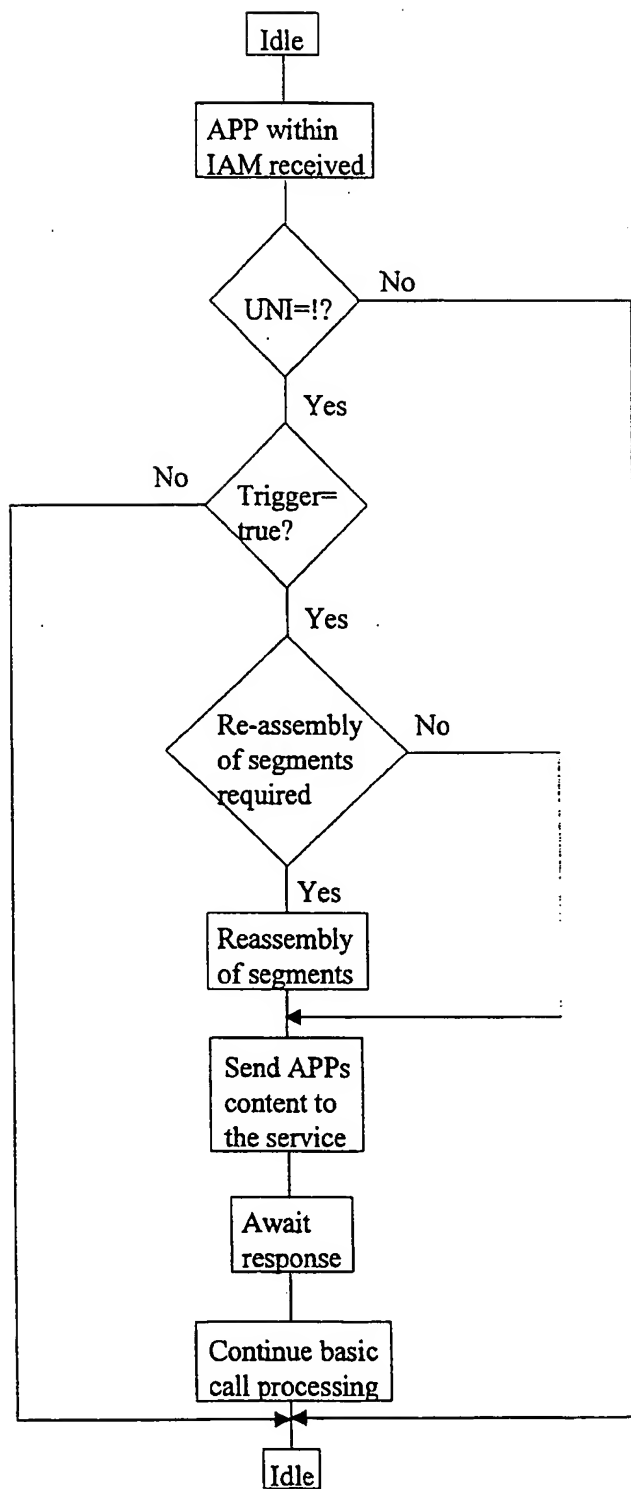 Idle
APP within
IAM received
UNI=!?
No
Yes
No
Trigger=
true?
Yes
Re-assembly
of segments
required
No
Yes
Reassembly
of segments
Send APPs
content to
the service
Await
response
Continue basic
call processing
Idle